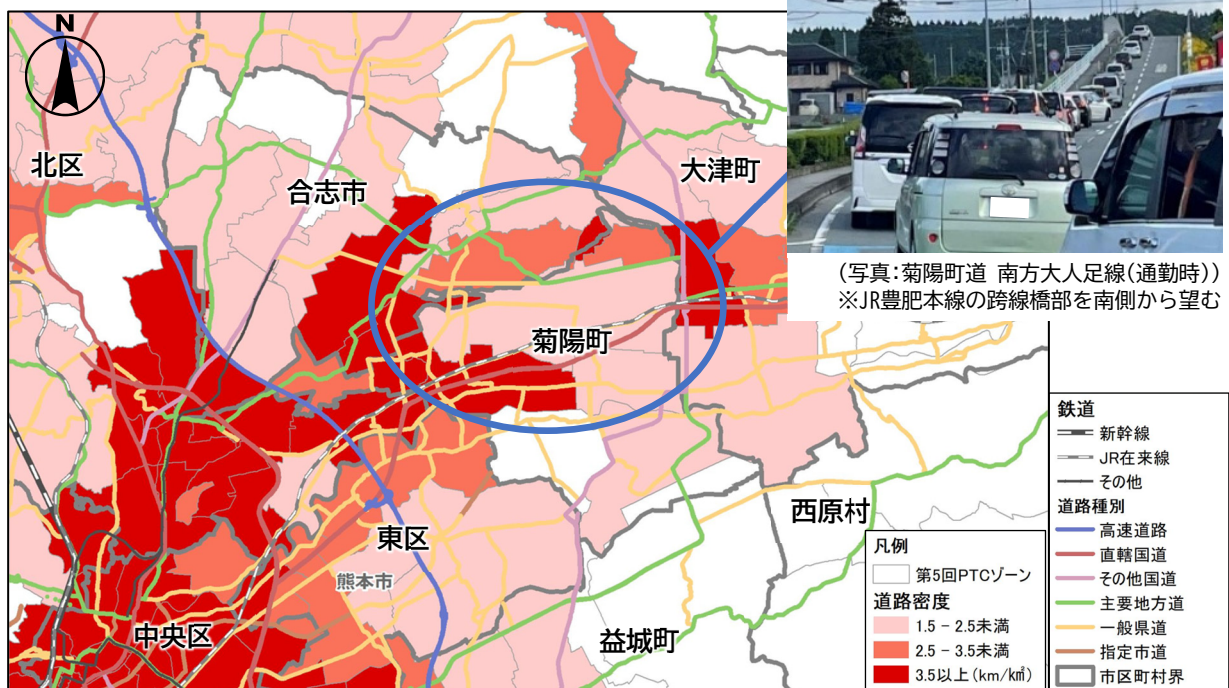 N
北区
合志市
大津町
菊陽町
東区
熊本市
中央区
西原村
益城町
(写真:菊陽町道 南方大人足線(通勤時))
※JR豊肥本線の跨線橋部を南側から望む
凡例
第5回PTCゾーン
道路密度
1.5 - 2.5未満
2.5 - 3.5未満
3.5以上(km/k㎡)
鉄道
新幹線
JR在来線
その他
道路種別
高速道路
直轄国道
その他国道
主要地方道
一般県道
指定市道
市区町村界